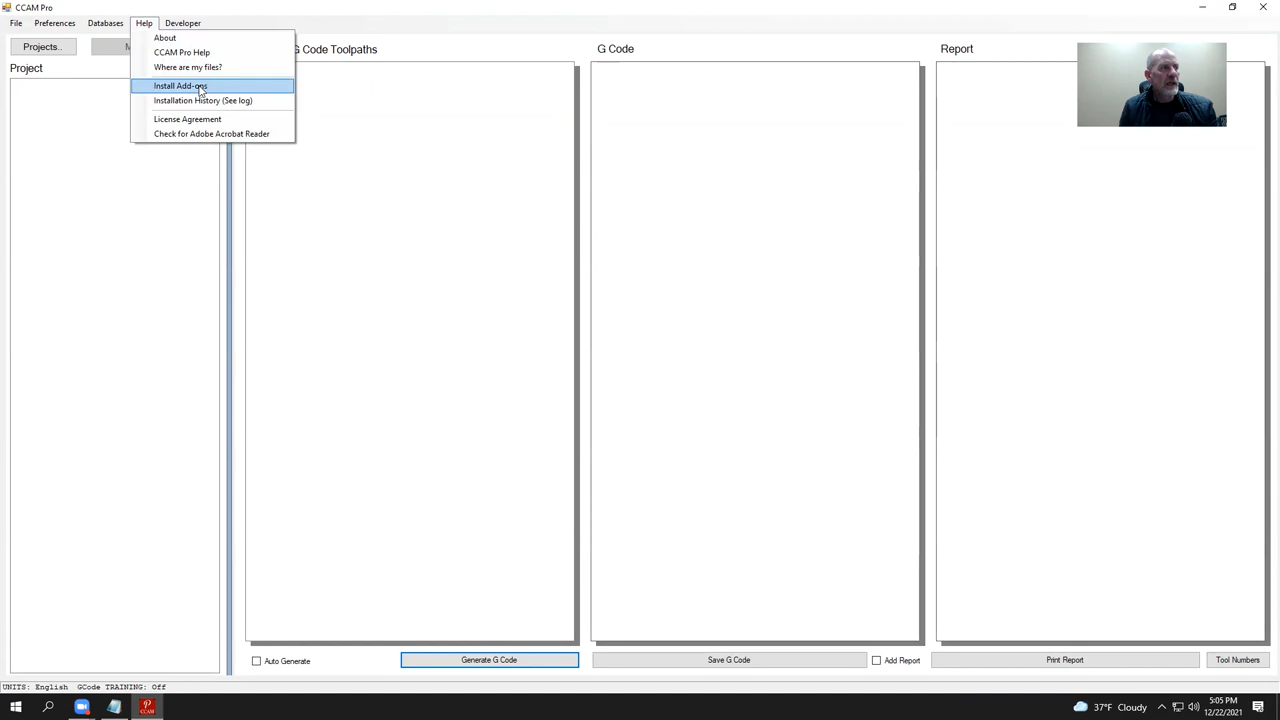 CCAM Pro
File Preferences Databases Help Developer
About
CCAM Pro Help
Where are my files?
Install Add-ons
Installation History (See log)
License Agreement
Check for Adobe Acrobat Reader
Projects..
Project
G Code Toolpaths
G Code
Report
Auto Generate
Generate G Code
Save G Code
Add Report
Print Report
Tool Numbers
UNITS: English GCode TRAINING: Off
CCAM
37°F Cloudy
5:05 PM
12/22/2021